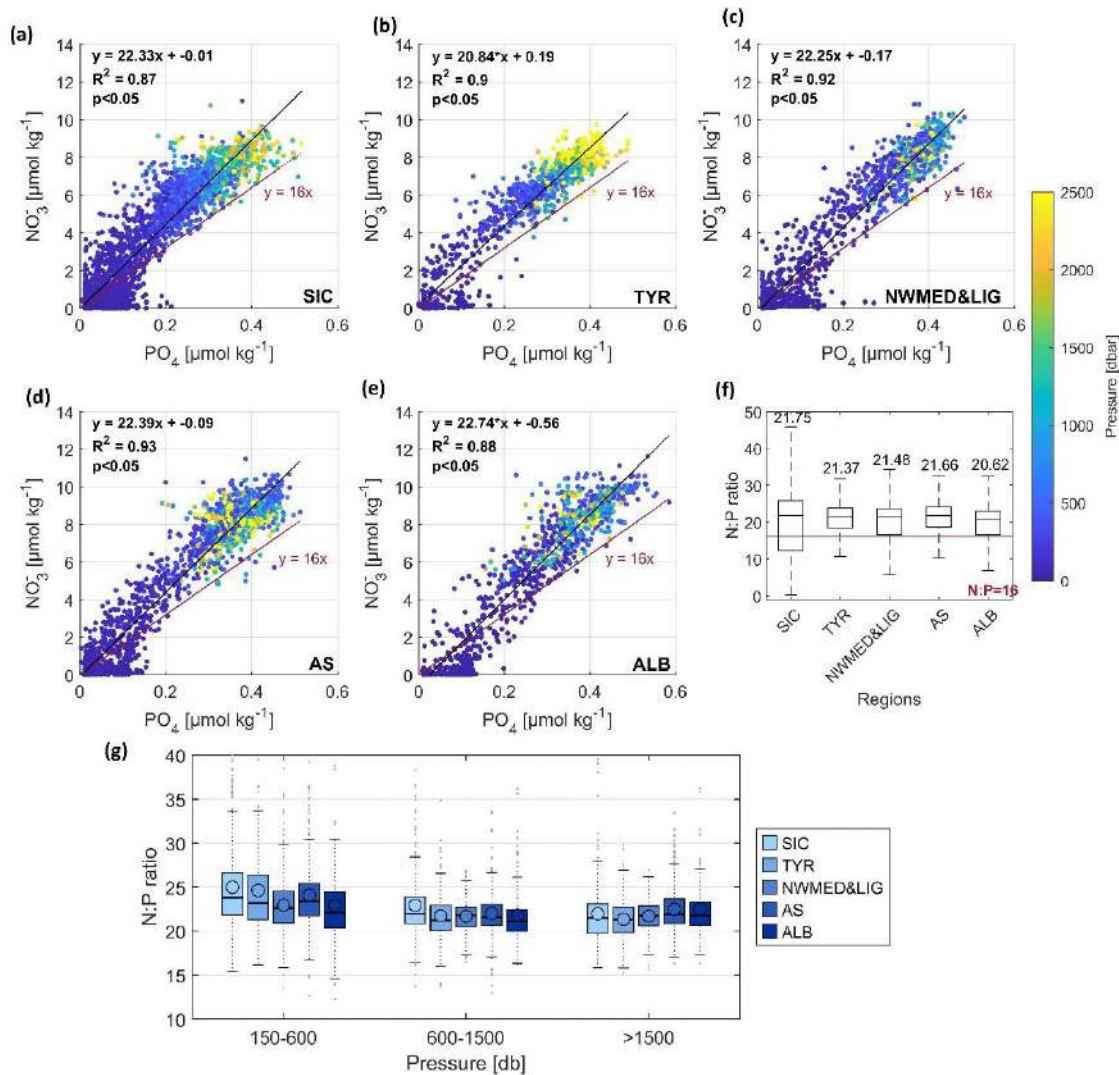 (a)
y = 22.33x + -0.01
R² = 0.87
p<0.05
14
12
10
8
6
4
2
0
NO₃⁻ [µmol kg⁻¹]
y = 16x
SIC
0
0.2
0.4
0.6
PO₄ [µmol kg⁻¹]
(b)
y = 20.84*x + 0.19
R² = 0.9
p<0.05
14
12
10
8
6
4
2
0
NO₃⁻ [µmol kg⁻¹]
y = 16x
TYR
0
0.2
0.4
0.6
PO₄ [µmol kg⁻¹]
(c)
y = 22.25x + -0.17
R² = 0.92
p<0.05
14
12
10
8
6
4
2
0
NO₃⁻ [µmol kg⁻¹]
y = 16x
NWMED&LIG
0
0.2
0.4
0.6
PO₄ [µmol kg⁻¹]
2500
2000
1500
1000
500
0
Pressure [dbar]
(d)
y = 22.39x + -0.09
R² = 0.93
p<0.05
14
12
10
8
6
4
2
0
NO₃⁻ [µmol kg⁻¹]
y = 16x
AS
0
0.2
0.4
0.6
PO₄ [µmol kg⁻¹]
(e)
y = 22.74*x + -0.56
R² = 0.88
p<0.05
14
12
10
8
6
4
2
0
NO₃⁻ [µmol kg⁻¹]
y = 16x
ALB
0
0.2
0.4
0.6
PO₄ [µmol kg⁻¹]
(f)
50
40
30
20
10
0
N:P ratio
21.75
21.37
21.48
21.66
20.62
N:P=16
SIC
TYR
NWMED&LIG
AS
ALB
Regions
(g)
40
35
30
25
20
15
10
N:P ratio
150-600
600-1500
>1500
Pressure [db]
SIC
TYR
NWMED&LIG
AS
ALB